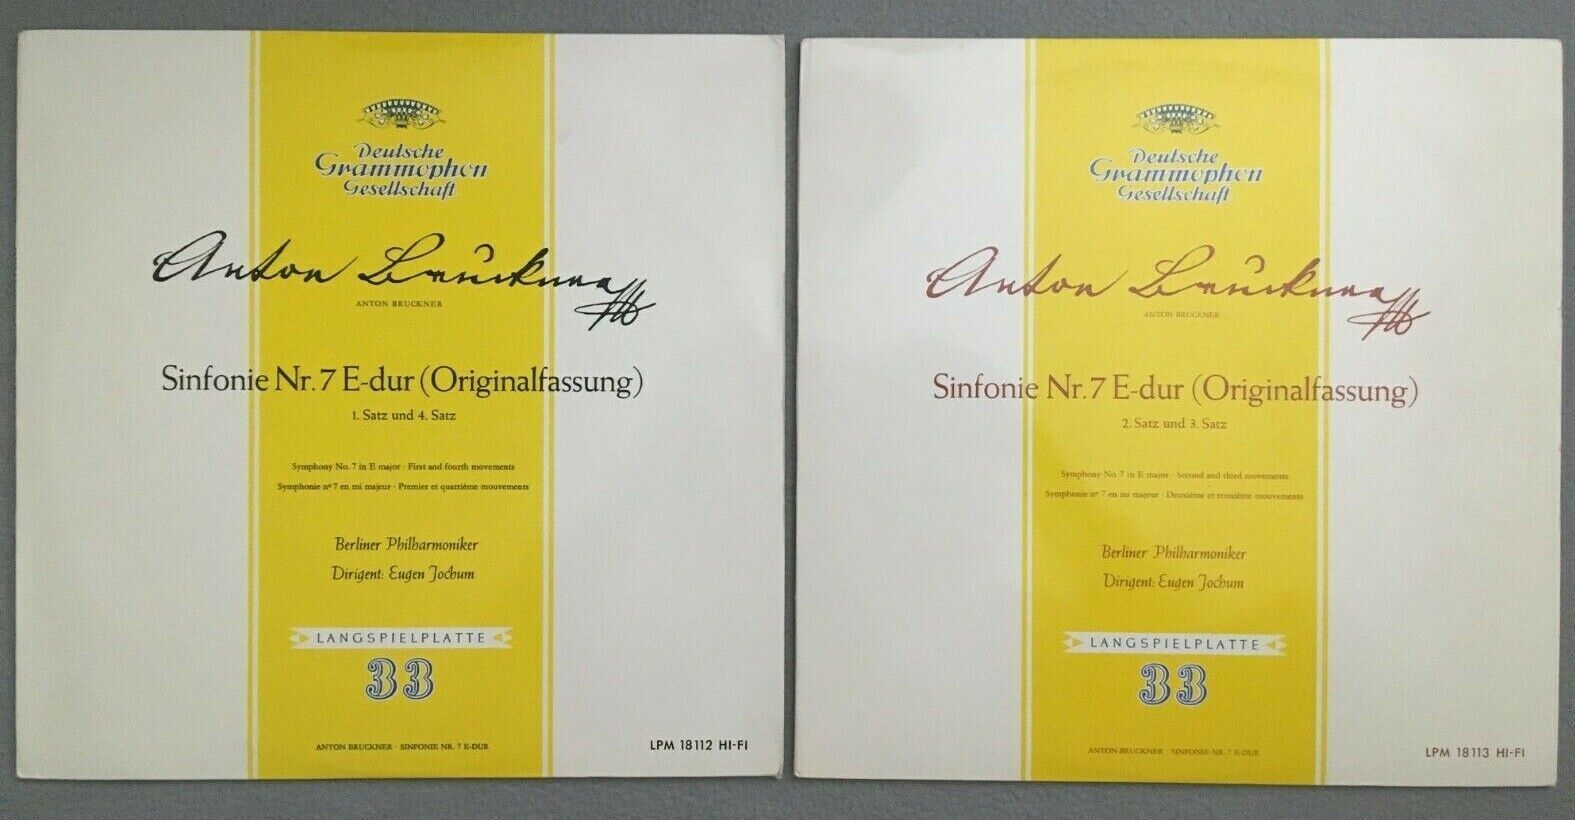 Deutsche
Grammophon
Gesellschaft
Anton Bruckner
ANTON BRUCKNER
Sinfonie Nr. 7 E-dur (Originalfassung)
1. Satz und 4. Satz
Symphony No. 7 in E major · First and fourth movements
Symphonie nº 7 en mi majeur · Premier et quatrième mouvements
Berliner Philharmoniker
Dirigent: Eugen Jochum
LANGSPIELPLATTE
33
ANTON BRUCKNER · SINFONIE NR. 7 E-DUR
LPM 18112 HI-FI
Deutsche
Grammophon
Gesellschaft
Anton Bruckner
ANTON BRUCKNER
Sinfonie Nr. 7 E-dur (Originalfassung)
2. Satz und 3. Satz
Symphony No. 7 in E major · Second and third movements
Symphonie nº 7 en mi majeur · Deuxième et troisième mouvements
Berliner Philharmoniker
Dirigent: Eugen Jochum
LANGSPIELPLATTE
33
ANTON BRUCKNER · SINFONIE NR. 7 E-DUR
LPM 18113 HI-FI